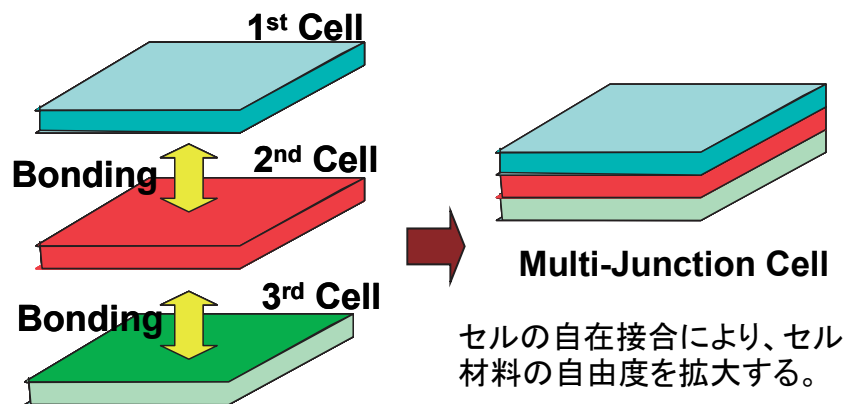 1st Cell
Bonding
2nd Cell
Bonding
3rd Cell
Multi-Junction Cell
セルの自在接合により、セル
材料の自由度を拡大する。